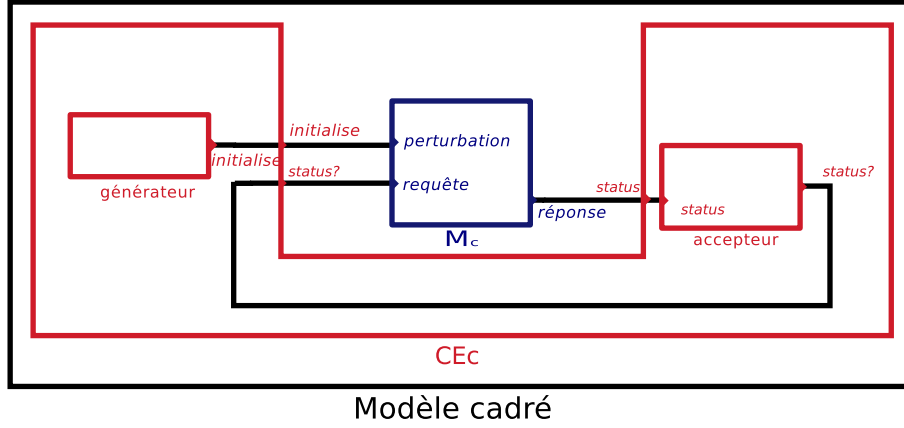 initialise
initialise
générateur
status?
perturbation
requête
réponse
Mc
status
status
accepteur
status?
CEc
Modèle cadré